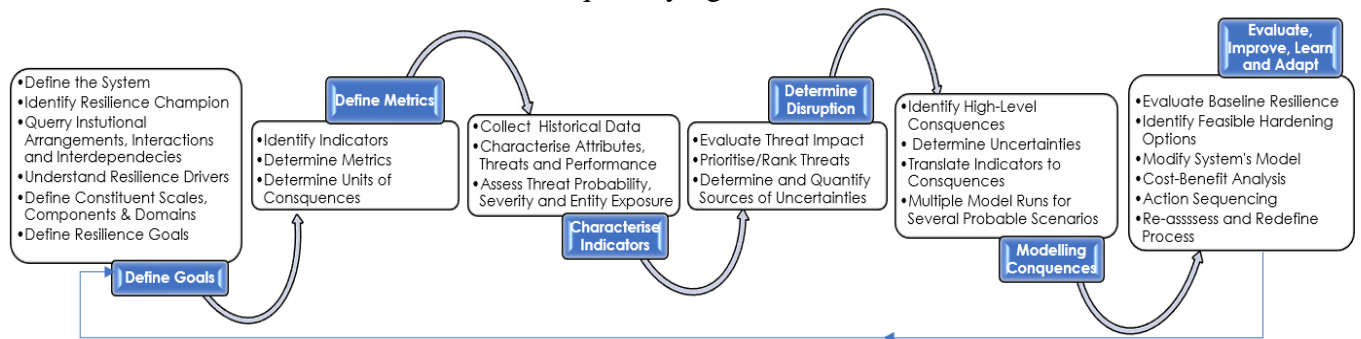 •Define the System
•Identify Resilience Champion
•Querry Instutional
Arrangements, Interactions
and Interdependecies
•Understand Resilience Drivers
•Define Constituent Scales,
Components & Domains
•Define Resilience Goals
Define Goals
Define Metrics
•Identify Indicators
•Determine Metrics
•Determine Units of
Consquences
•Collect Historical Data
•Characterise Attributes,
Threats and Performance
•Assess Threat Probability,
Severity and Entity Exposure
Characterise
Indicators
Determine
Disruption
•Evaluate Threat Impact
•Prioritise/Rank Threats
•Determine and Quantify
Sources of Uncertainties
•Identify High-Level
Consquences
• Determine Uncertainties
•Translate Indicators to
Consquences
•Multiple Model Runs for
Several Probable Scenarios
Modelling
Conquences
Evaluate,
Improve, Learn
and Adapt
•Evaluate Baseline Resilience
•Identify Feasible Hardening
Options
•Modify System's Model
•Cost-Benefit Analysis
•Action Sequencing
•Re-asssess and Redefine
Process